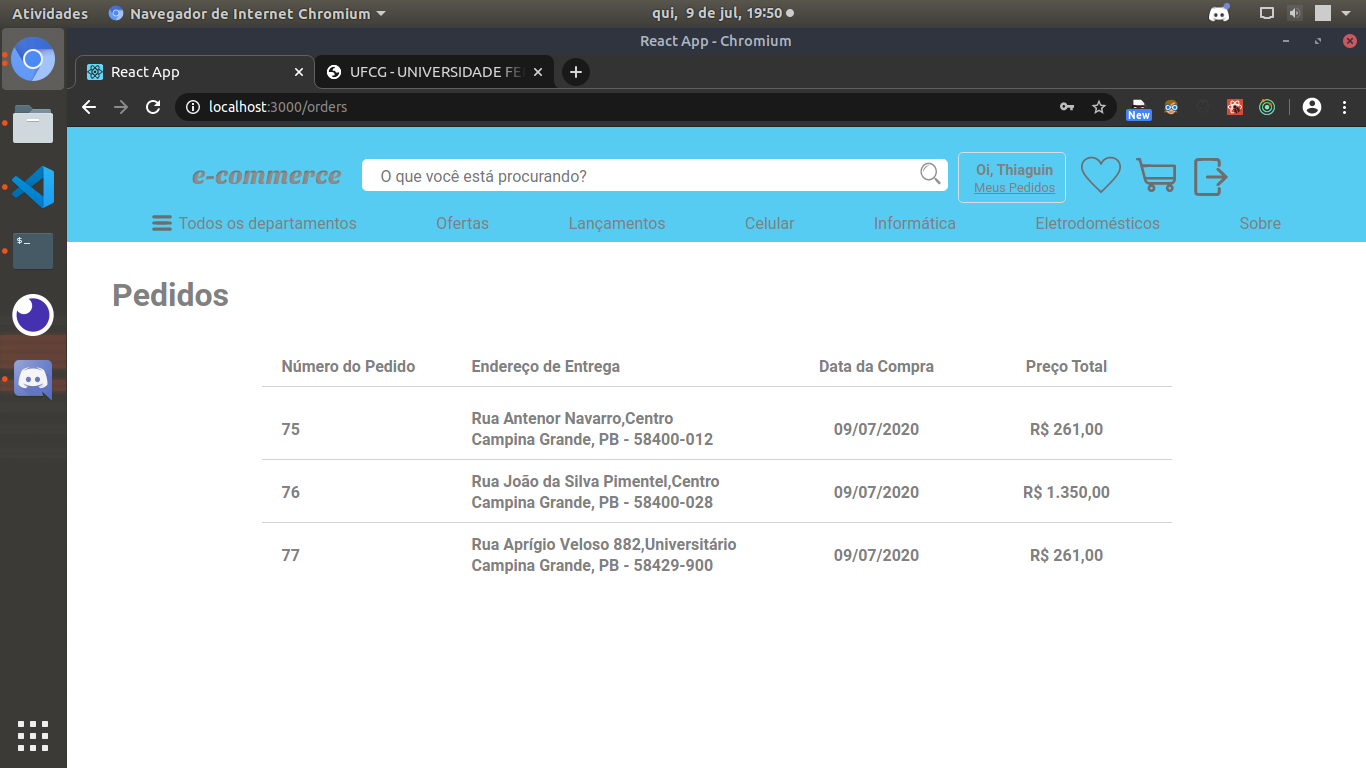 Atividades Navegador de Internet Chromium qui, 9 de jul, 19:50
React App - Chromium
React App UFCG - UNIVERSIDADE FE
localhost:3000/orders New
e-commerce O que você está procurando? Oi, Thiaguin
Meus Pedidos
Todos os departamentos Ofertas Lançamentos Celular Informática Eletrodomésticos Sobre
Pedidos
Número do Pedido Endereço de Entrega Data da Compra Preço Total
75 Rua Antenor Navarro,Centro 09/07/2020 R$ 261,00
Campina Grande, PB - 58400-012
76 Rua João da Silva Pimentel,Centro 09/07/2020 R$ 1.350,00
Campina Grande, PB - 58400-028
77 Rua Aprígio Veloso 882,Universitário 09/07/2020 R$ 261,00
Campina Grande, PB - 58429-900